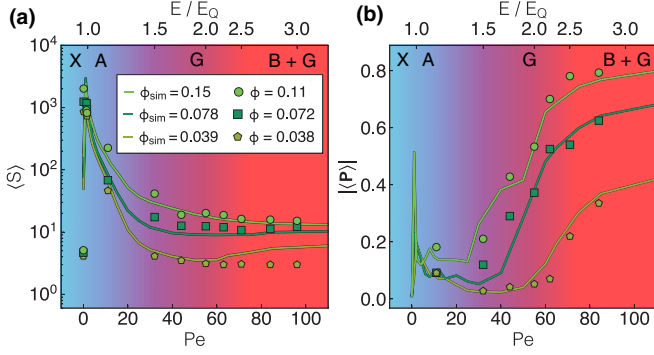 (a)
E / E_Q
1.0 1.5 2.0 2.5 3.0
X A G B + G
ϕ_sim = 0.15 ϕ = 0.11
ϕ_sim = 0.078 ϕ = 0.072
ϕ_sim = 0.039 ϕ = 0.038
10^4
10^3
10^2
10^1
10^0
⟨S⟩
0 20 40 60 80 100
Pe
(b)
E / E_Q
1.0 1.5 2.0 2.5 3.0
X A G B + G
0.8
0.6
0.4
0.2
0.0
|⟨P⟩|
0 20 40 60 80 100
Pe